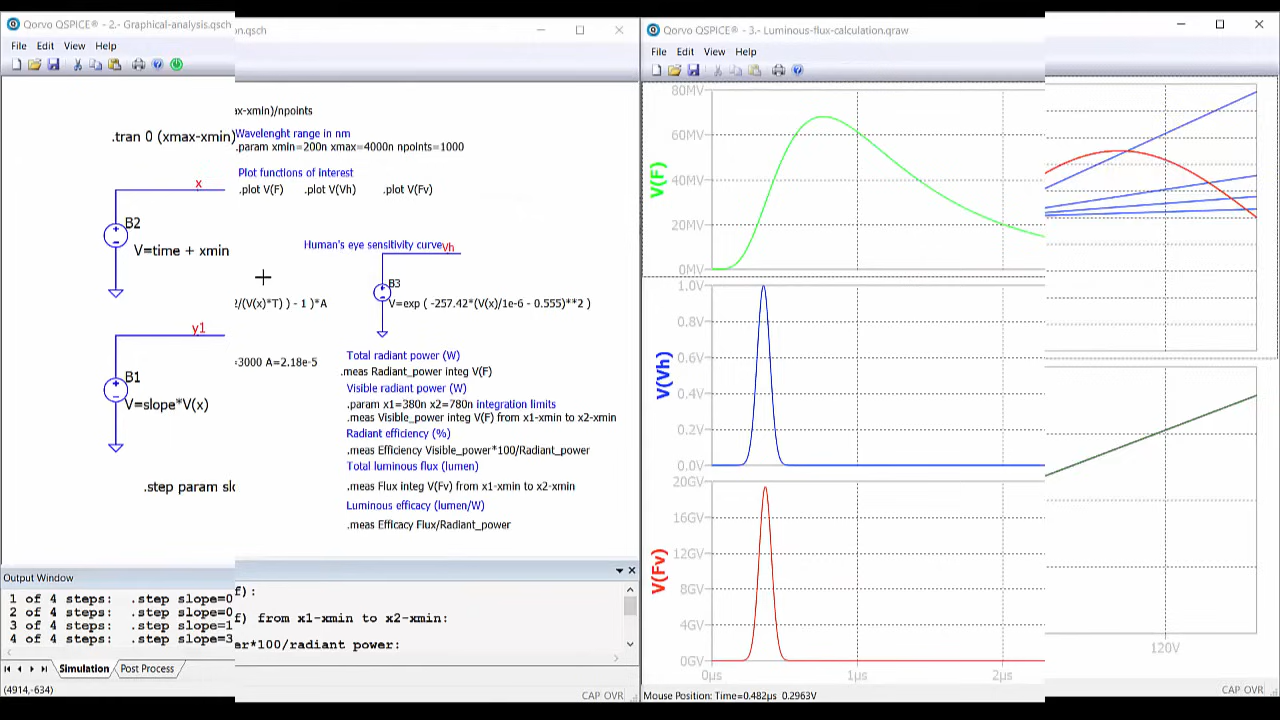 Qorvo QSPICE® - 2.- Graphical-analysis.qsch
File Edit View Help
.tran 0 (xmax-xmin)
x
B2
V=time + xmin
y1
B1
V=slope*V(x)
.step param slo
Output Window
1 of 4 steps: .step slope=0
2 of 4 steps: .step slope=0
3 of 4 steps: .step slope=1
4 of 4 steps: .step slope=3
Simulation
Post Process
(4914,-634)
on.qsch
x-xmin)/npoints
Wavelenght range in nm
.param xmin=200n xmax=4000n npoints=1000
Plot functions of interest
.plot V(F) .plot V(Vh) .plot V(Fv)
Human's eye sensitivity curve
Vh
B3
2/(V(x)*T) ) - 1 )*A
V=exp ( -257.42*(V(x)/1e-6 - 0.555)**2 )
=3000 A=2.18e-5
Total radiant power (W)
.meas Radiant_power integ V(F)
Visible radiant power (W)
.param x1=380n x2=780n integration limits
.meas Visible_power integ V(F) from x1-xmin to x2-xmin
Radiant efficiency (%)
.meas Efficiency Visible_power*100/Radiant_power
Total luminous flux (lumen)
.meas Flux integ V(Fv) from x1-xmin to x2-xmin
Luminous efficacy (lumen/W)
.meas Efficacy Flux/Radiant_power
f):
f) from x1-xmin to x2-xmin:
er*100/radiant power:
CAP OVR
Qorvo QSPICE® - 3.- Luminous-flux-calculation.qraw
File Edit View Help
80MV
60MV
40MV
20MV
0MV
V(F)
1.0V
0.8V
0.6V
0.4V
0.2V
0.0V
V(Vh)
20GV
16GV
12GV
8GV
4GV
0GV
V(Fv)
0µs 1µs 2µs
Mouse Position: Time=0.482µs 0.2963V
120V
CAP OVR